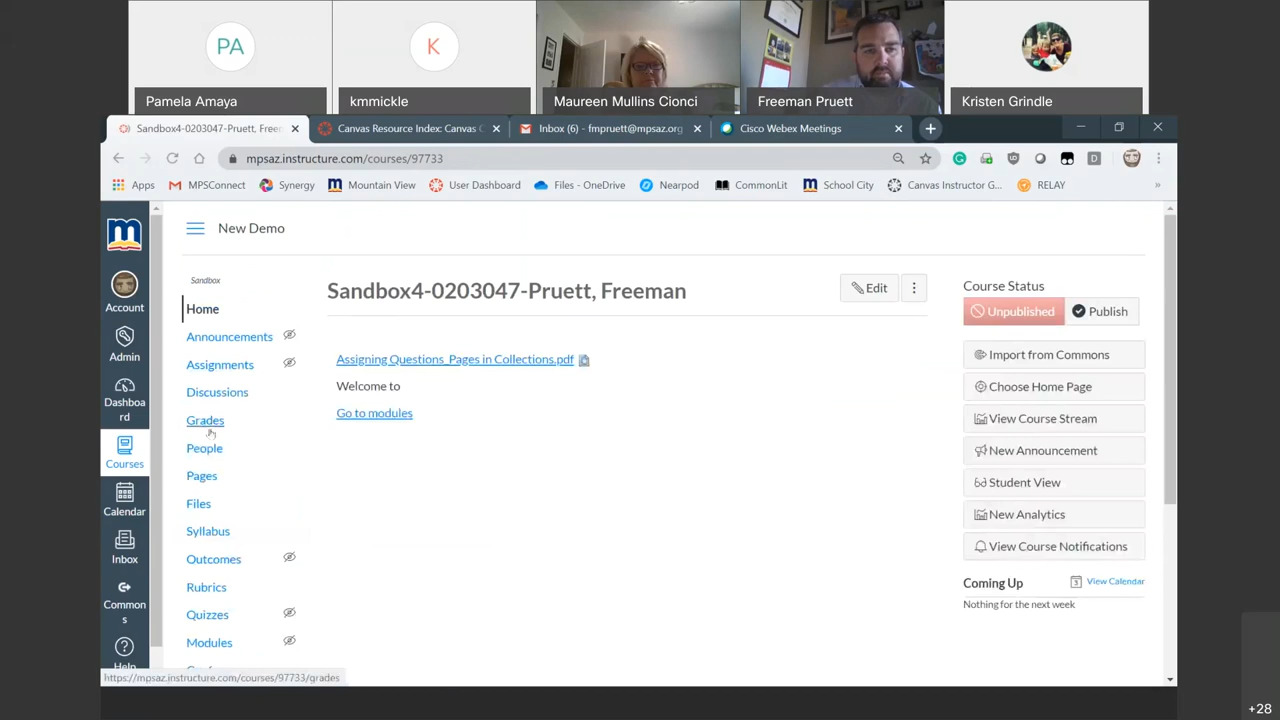 PA
K
Pamela Amaya
kmmickle
Maureen Mullins Cionci
Freeman Pruett
Kristen Grindle
Sandbox4-0203047-Pruett, Free
Canvas Resource Index: Canvas C
Inbox (6) - fmpruett@mpsaz.org
Cisco Webex Meetings
mpsaz.instructure.com/courses/97733
Apps
MPSConnect
Synergy
Mountain View
User Dashboard
Files - OneDrive
Nearpod
CommonLit
School City
Canvas Instructor G...
RELAY
New Demo
Account
Admin
Dashboa
rd
Courses
Calendar
Inbox
Common
s
Help
Sandbox
Home
Announcements
Assignments
Discussions
Grades
People
Pages
Files
Syllabus
Outcomes
Rubrics
Quizzes
Modules
Sandbox4-0203047-Pruett, Freeman
Edit
Assigning Questions_Pages in Collections.pdf
Welcome to
Go to modules
Course Status
Unpublished
Publish
Import from Commons
Choose Home Page
View Course Stream
New Announcement
Student View
New Analytics
View Course Notifications
Coming Up
View Calendar
Nothing for the next week
https://mpsaz.instructure.com/courses/97733/grades
+28